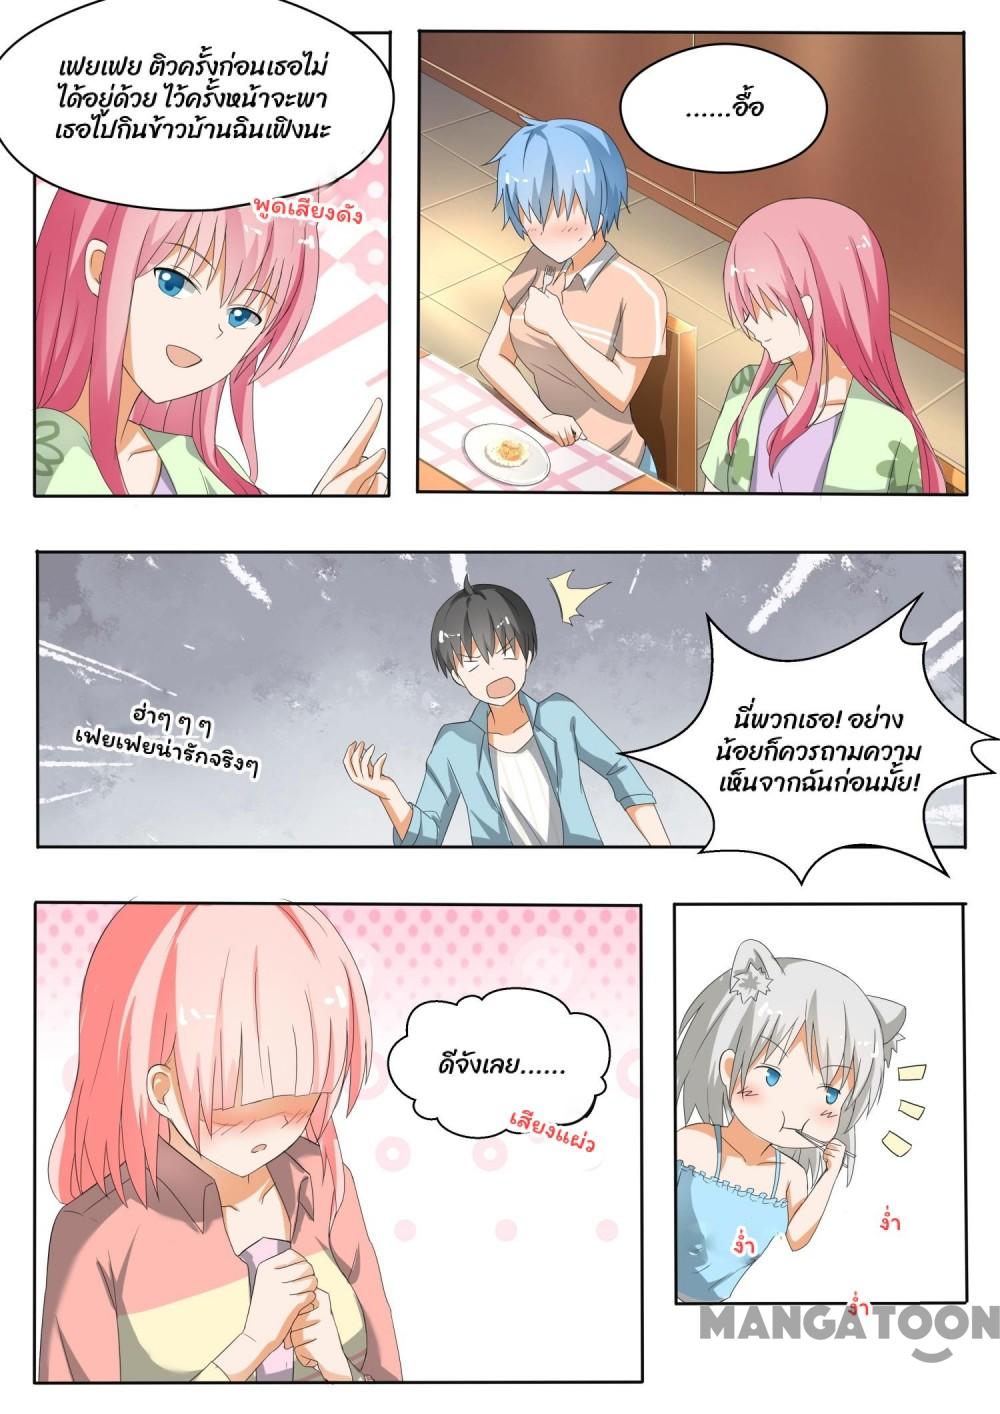 เฟยเฟย ติวครั้งก่อนเธอไม่
ได้อยู่ด้วย ไว้ครั้งหน้าจะพา
เธอไปกินข้าวบ้านฉินเฟิงนะ
พูดเสียงดัง
......อื้อ
ฮ่าๆ ๆ ๆ
เฟยเฟยน่ารักจริงๆ
นี่พวกเธอ! อย่าง
น้อยก็ควรถามความ
เห็นจากฉันก่อนมั้ย!
ดีจังเลย......
เสียงแผ่ว
ง่ำ
ง่ำ
ง่ำ
MANGATOON